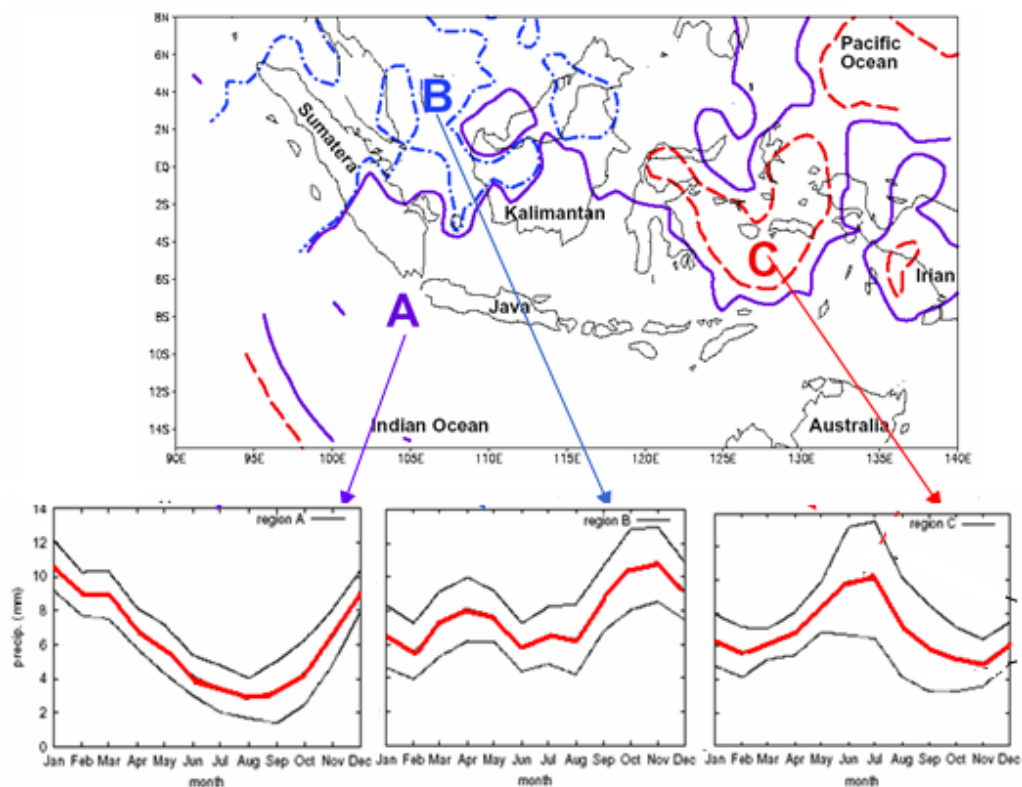 8N
6N
4N
2N
EQ
2S
4S
6S
8S
10S
12S
14S
90E 95E 100E 105E 110E 115E 120E 125E 130E 135E 140E
Pacific
Ocean
B
Sumatera
Kalimantan
C
Irian
A
Java
Indian Ocean
Australia
region A
region B
region C
14
12
10
8
6
4
2
0
precip. (mm)
Jan Feb Mar Apr May Jun Jul Aug Sep Oct Nov Dec
month
Jan Feb Mar Apr May Jun Jul Aug Sep Oct Nov Dec
month
Jan Feb Mar Apr May Jun Jul Aug Sep Oct Nov Dec
month